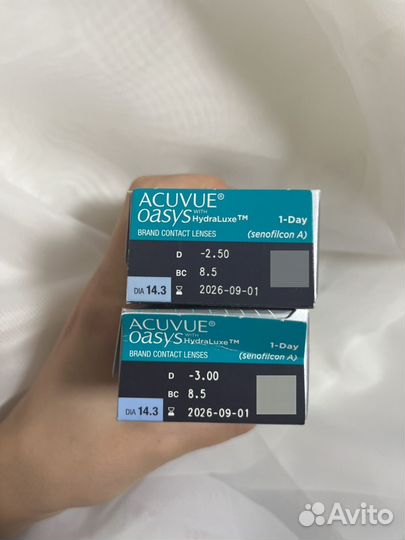 ACUVUE®
OASYS WITH HydraLuxe™ 1-Day
BRAND CONTACT LENSES (senofilcon A)
D -2.50
BC 8.5
DIA 14.3 2026-09-01
ACUVUE®
OASYS WITH HydraLuxe™ 1-Day
BRAND CONTACT LENSES (senofilcon A)
D -3.00
BC 8.5
DIA 14.3 2026-09-01
Avito